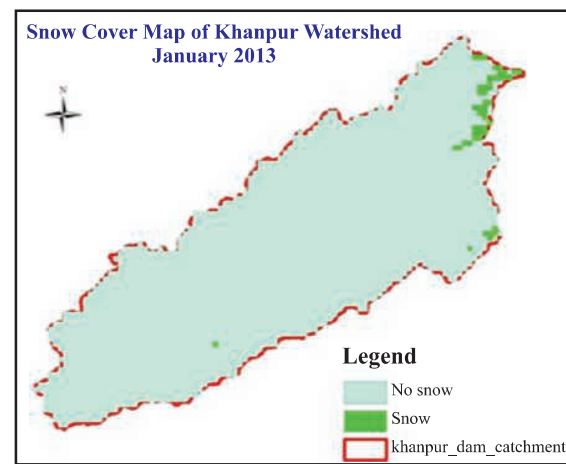 Snow Cover Map of Khanpur Watershed
January 2013
N
Legend
No snow
Snow
khanpur_dam_catchment